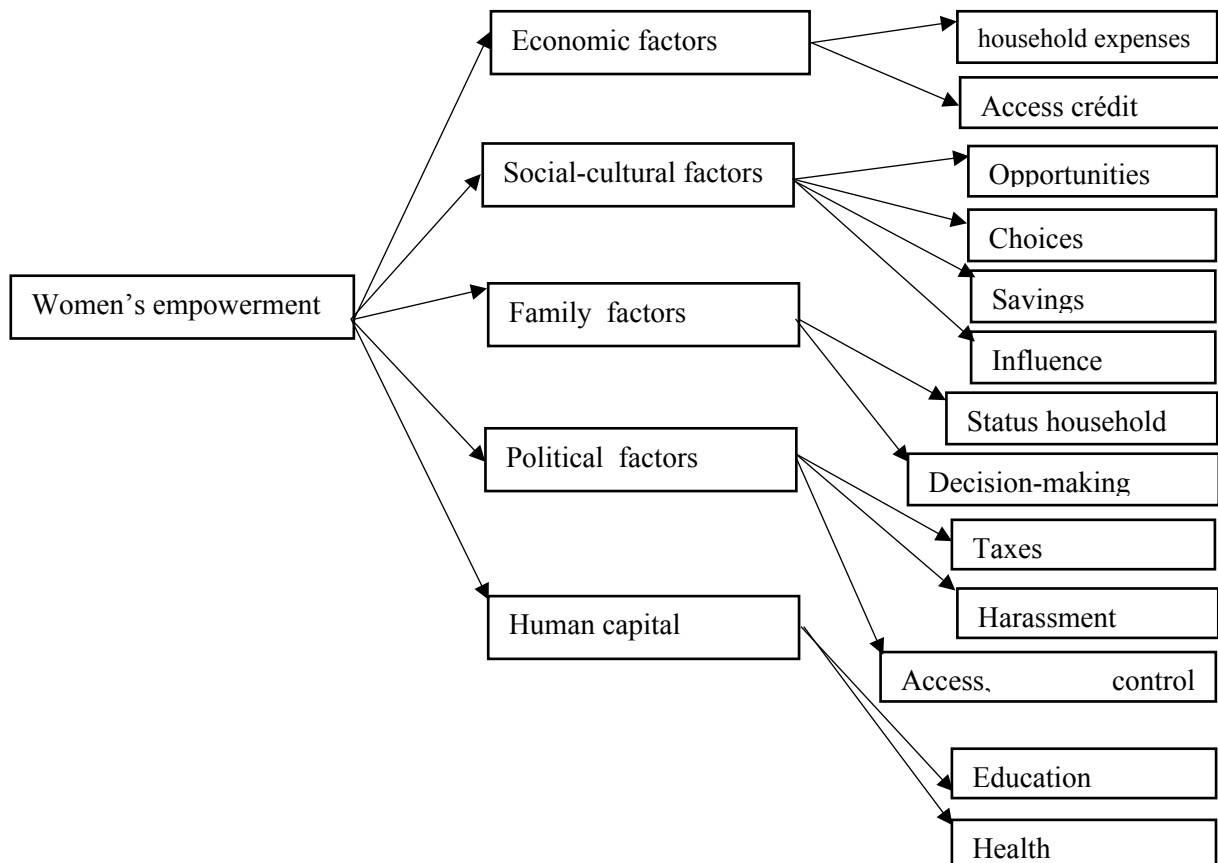 Economic factors
household expenses
Access crédit
Social-cultural factors
Opportunities
Choices
Women’s empowerment
Savings
Family factors
Influence
Status household
Political factors
Decision-making
Taxes
Human capital
Harassment
Access, control
Education
Health